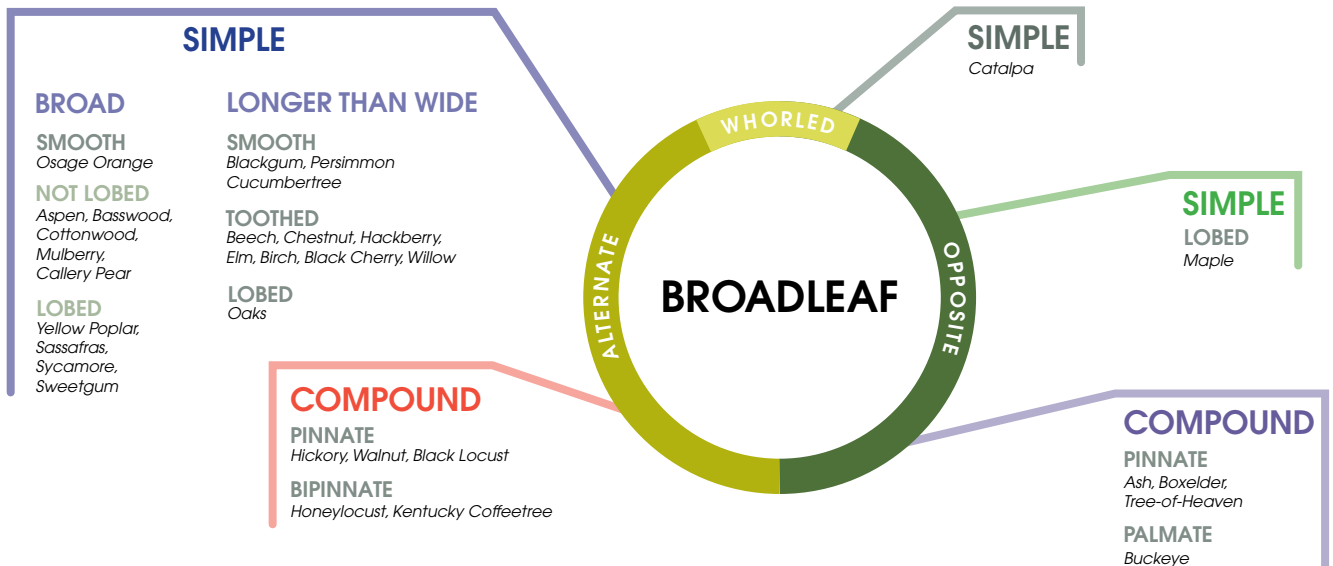 SIMPLE
BROAD
SMOOTH
Osage Orange
NOT LOBED
Aspen, Basswood,
Cottonwood,
Mulberry,
Callery Pear
LOBED
Yellow Poplar,
Sassafras,
Sycamore,
Sweetgum
LONGER THAN WIDE
SMOOTH
Blackgum, Persimmon
Cucumbertree
TOOTHED
Beech, Chestnut, Hackberry,
Elm, Birch, Black Cherry, Willow
LOBED
Oaks
COMPOUND
PINNATE
Hickory, Walnut, Black Locust
BIPINNATE
Honeylocust, Kentucky Coffeetree
ALTERNATE
WHORLED
OPPOSITE
BROADLEAF
SIMPLE
Catalpa
SIMPLE
LOBED
Maple
COMPOUND
PINNATE
Ash, Boxelder,
Tree-of-Heaven
PALMATE
Buckeye